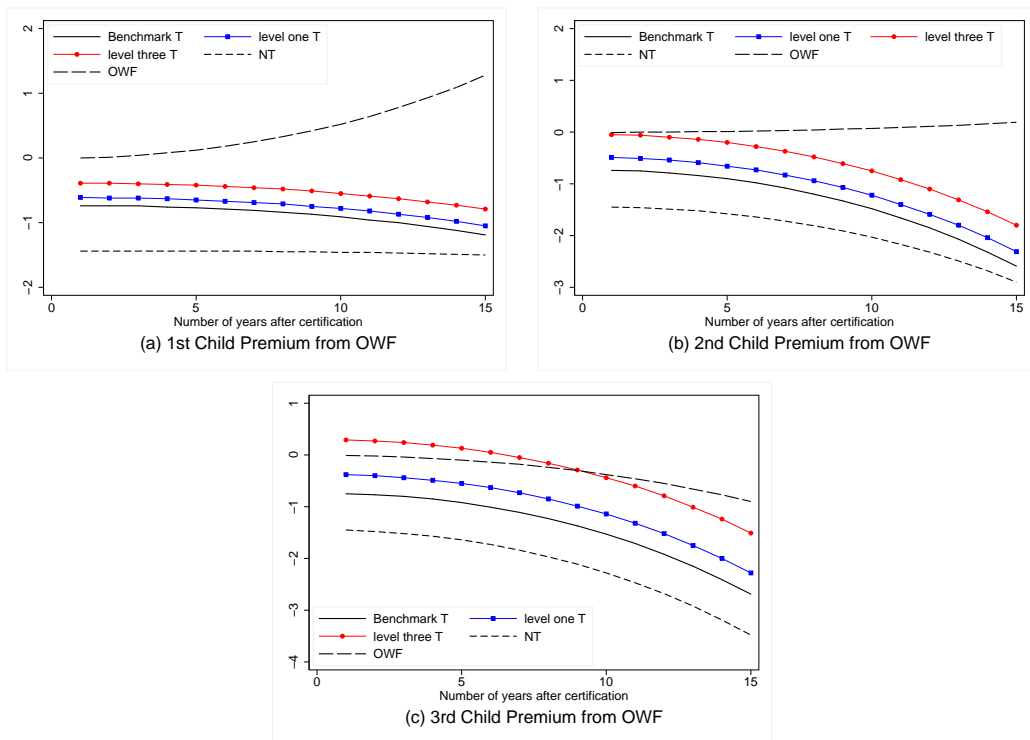 2
1
0
−1
−2
Benchmark T
level one T
level three T
NT
OWF
0
5
10
15
Number of years after certification
(a) 1st Child Premium from OWF
2
1
0
−1
−2
−3
Benchmark T
level one T
level three T
NT
OWF
0
5
10
15
Number of years after certification
(b) 2nd Child Premium from OWF
1
0
−1
−2
−3
−4
Benchmark T
level one T
level three T
NT
OWF
0
5
10
15
Number of years after certification
(c) 3rd Child Premium from OWF